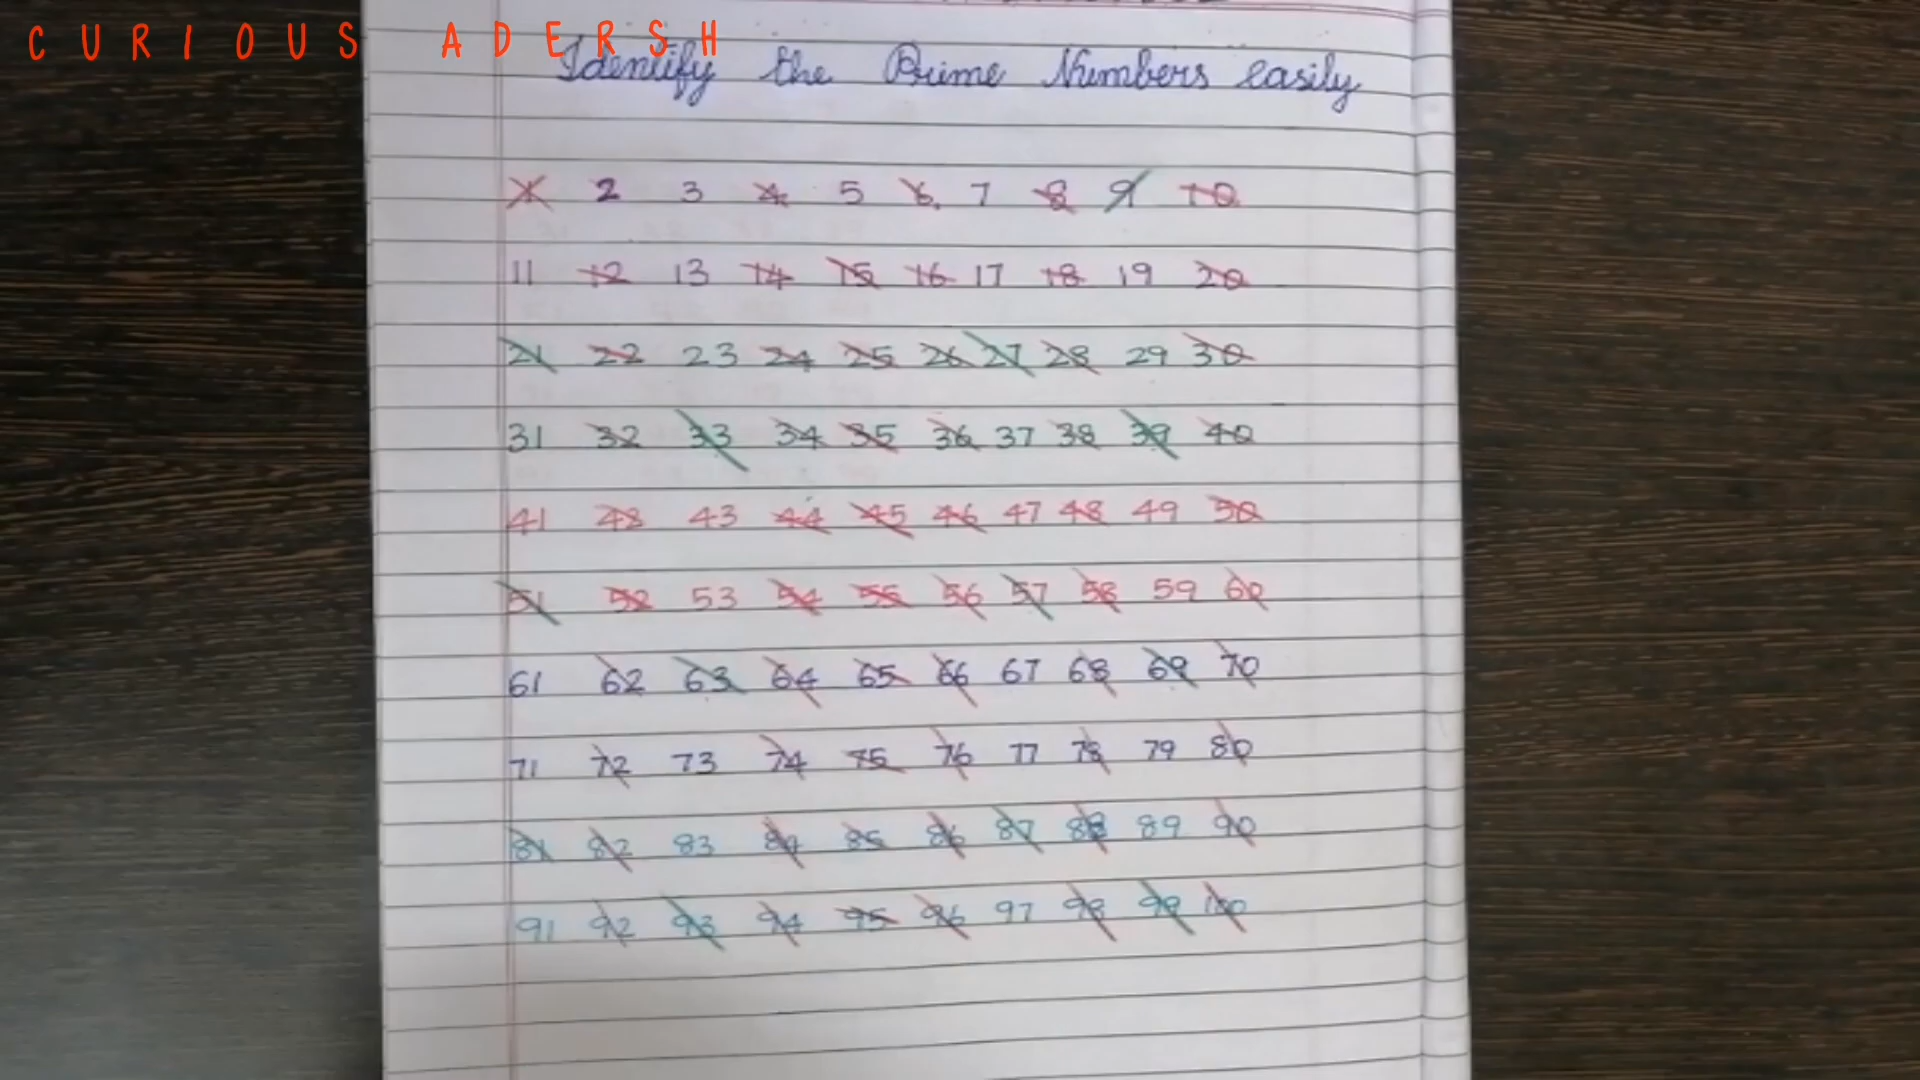 CURIOUS ADERSH
Identify the Prime Numbers easily
1 2 3 4 5 6 7 8 9 10
11 12 13 14 15 16 17 18 19 20
21 22 23 24 25 26 27 28 29 30
31 32 33 34 35 36 37 38 39 40
41 42 43 44 45 46 47 48 49 50
51 52 53 54 55 56 57 58 59 60
61 62 63 64 65 66 67 68 69 70
71 72 73 74 75 76 77 78 79 80
81 82 83 84 85 86 87 88 89 90
91 92 93 94 95 96 97 98 99 100